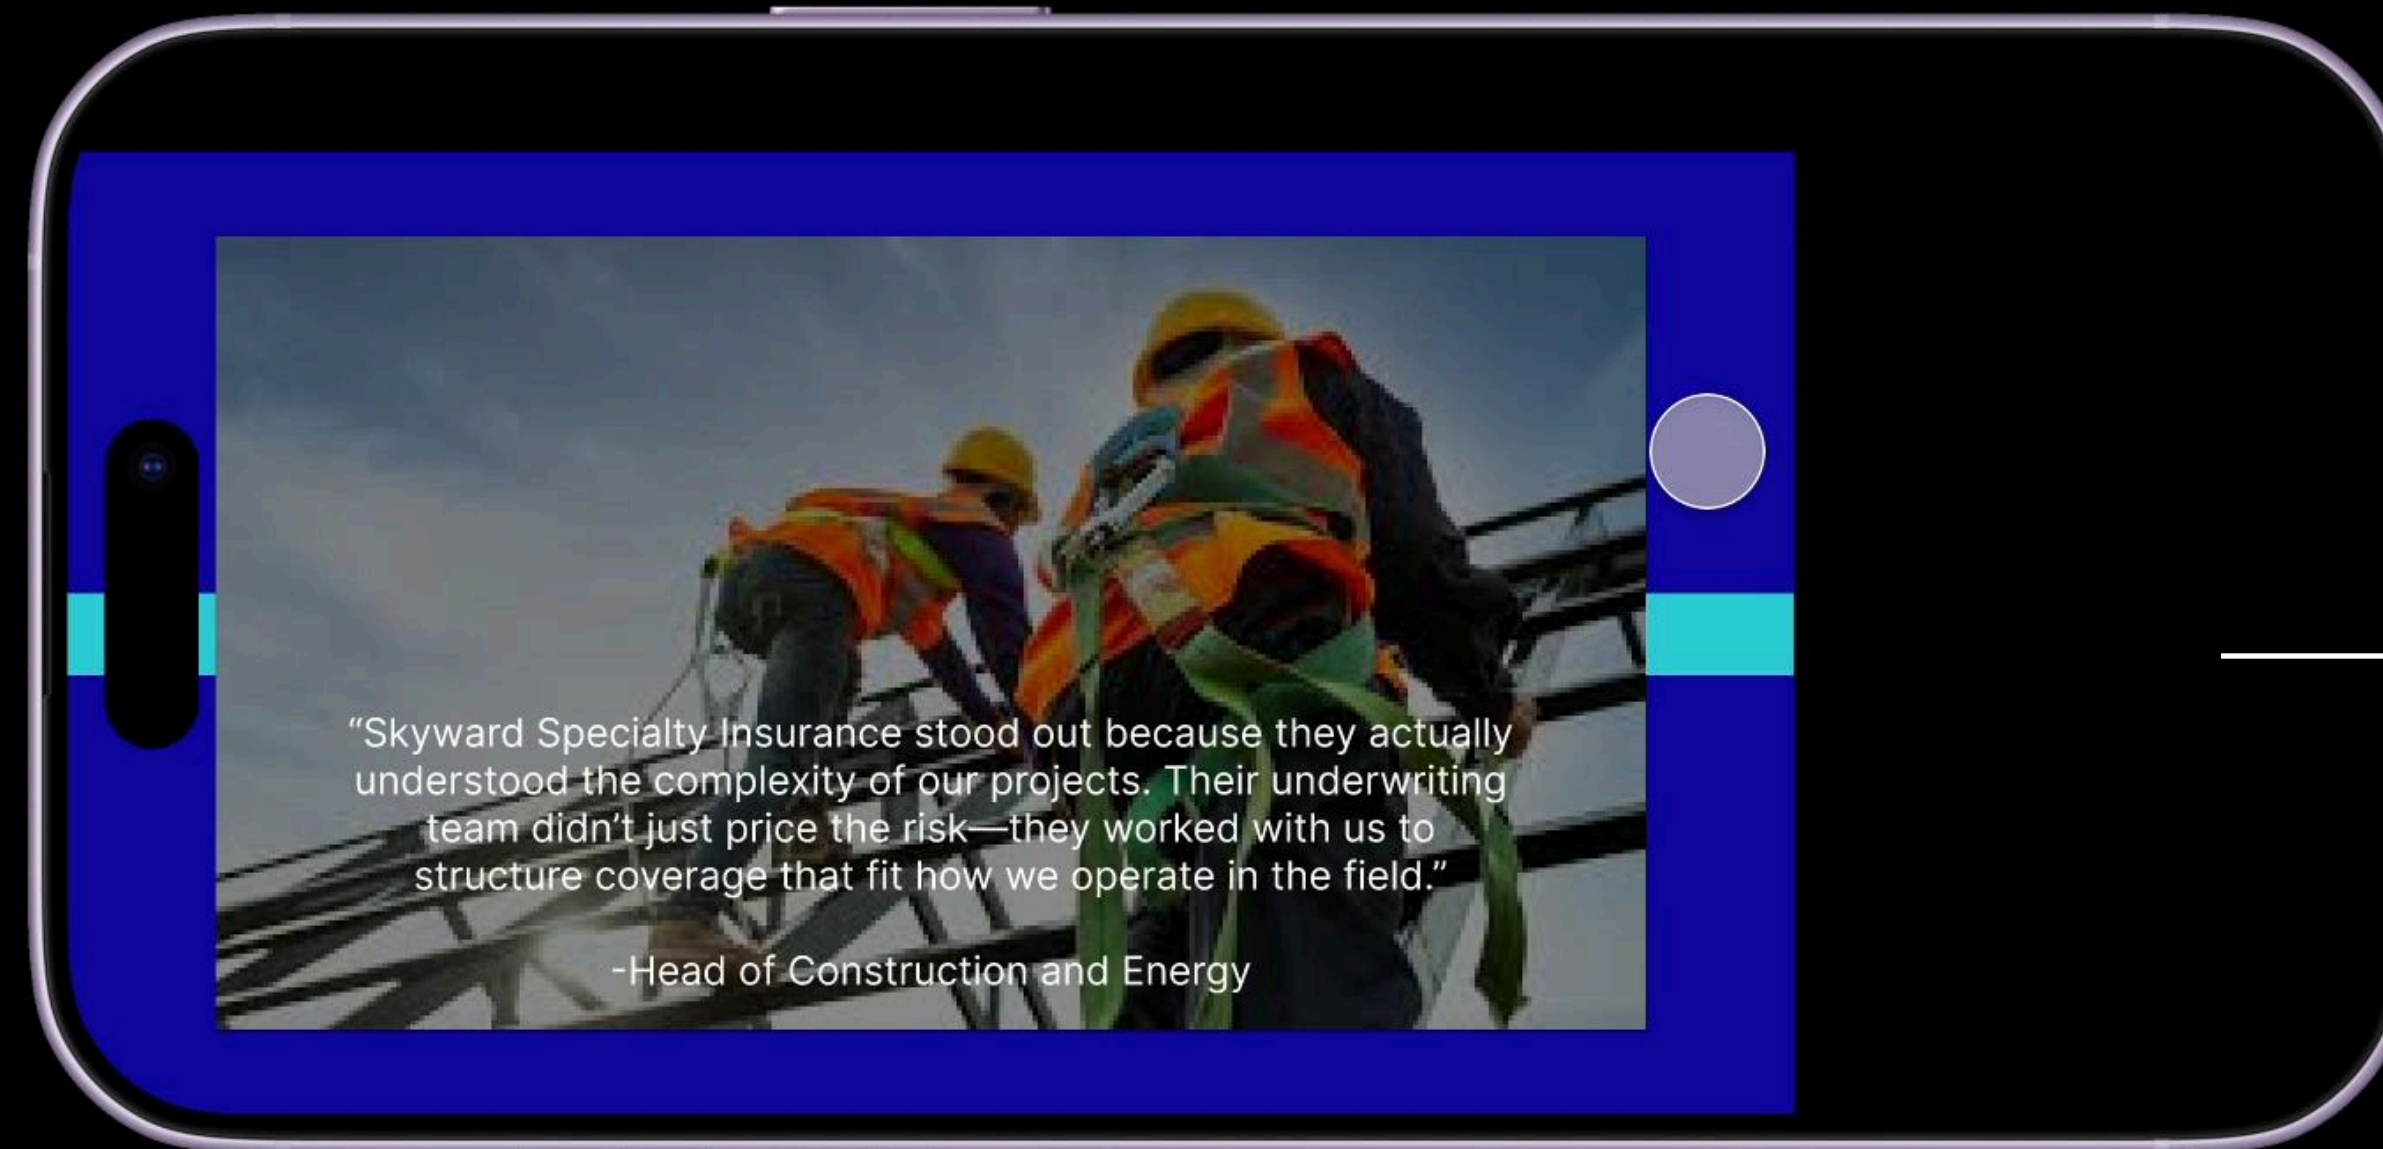 “Skyward Specialty Insurance stood out because they actually
understood the complexity of our projects. Their underwriting
team didn’t just price the risk—they worked with us to
structure coverage that fit how we operate in the field.”
-Head of Construction and Energy